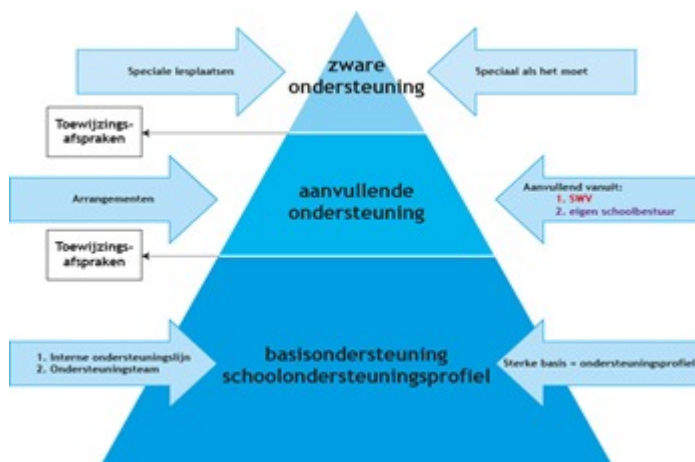 Speciale lesplaatsen
zware
ondersteuning
Speciaal als het moet
Toewijzings-
afspraken
Arrangementen
aanvullende
ondersteuning
Aanvullend vanuit:
1. SWV
2. eigen schoolbestuur
Toewijzings-
afspraken
1. Interne ondersteuningslijn
2. Ondersteuningsteam
basisondersteuning
schoolondersteuningsprofiel
Sterke basis = ondersteuningsprofiel